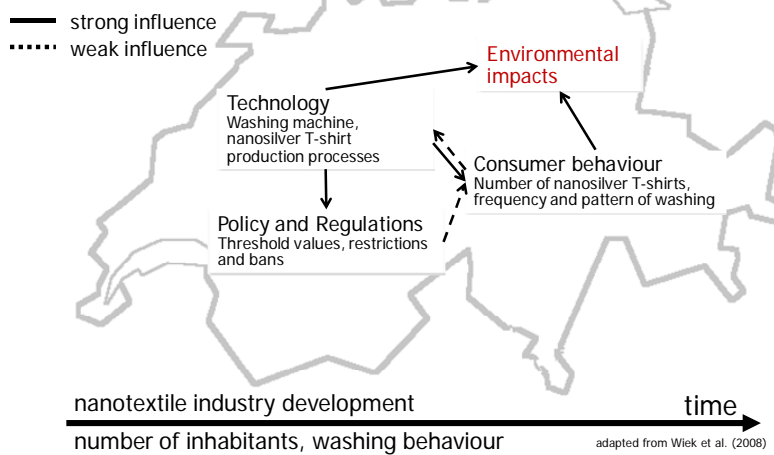 strong influence
weak influence
Environmental
impacts
Technology
Washing machine,
nanosilver T-shirt
production processes
Consumer behaviour
Number of nanosilver T-shirts,
frequency and pattern of washing
Policy and Regulations
Threshold values, restrictions
and bans
nanotextile industry development
time
number of inhabitants, washing behaviour
adapted from Wiek et al. (2008)